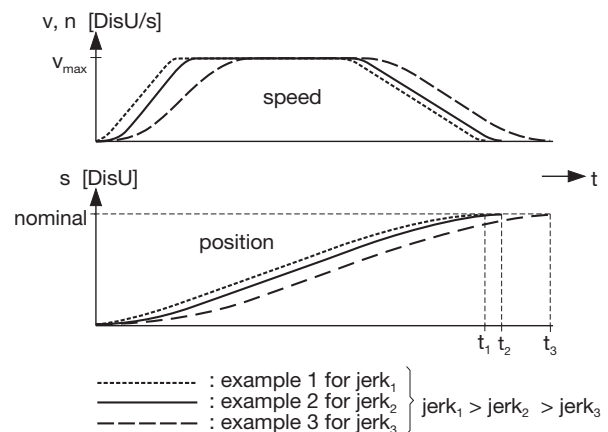 v, n [DisU/s]
vmax
speed
s [DisU]
t
nominal
position
t1 t2 t3
: example 1 for jerk1
: example 2 for jerk2
: example 3 for jerk3
jerk1 > jerk2 > jerk3